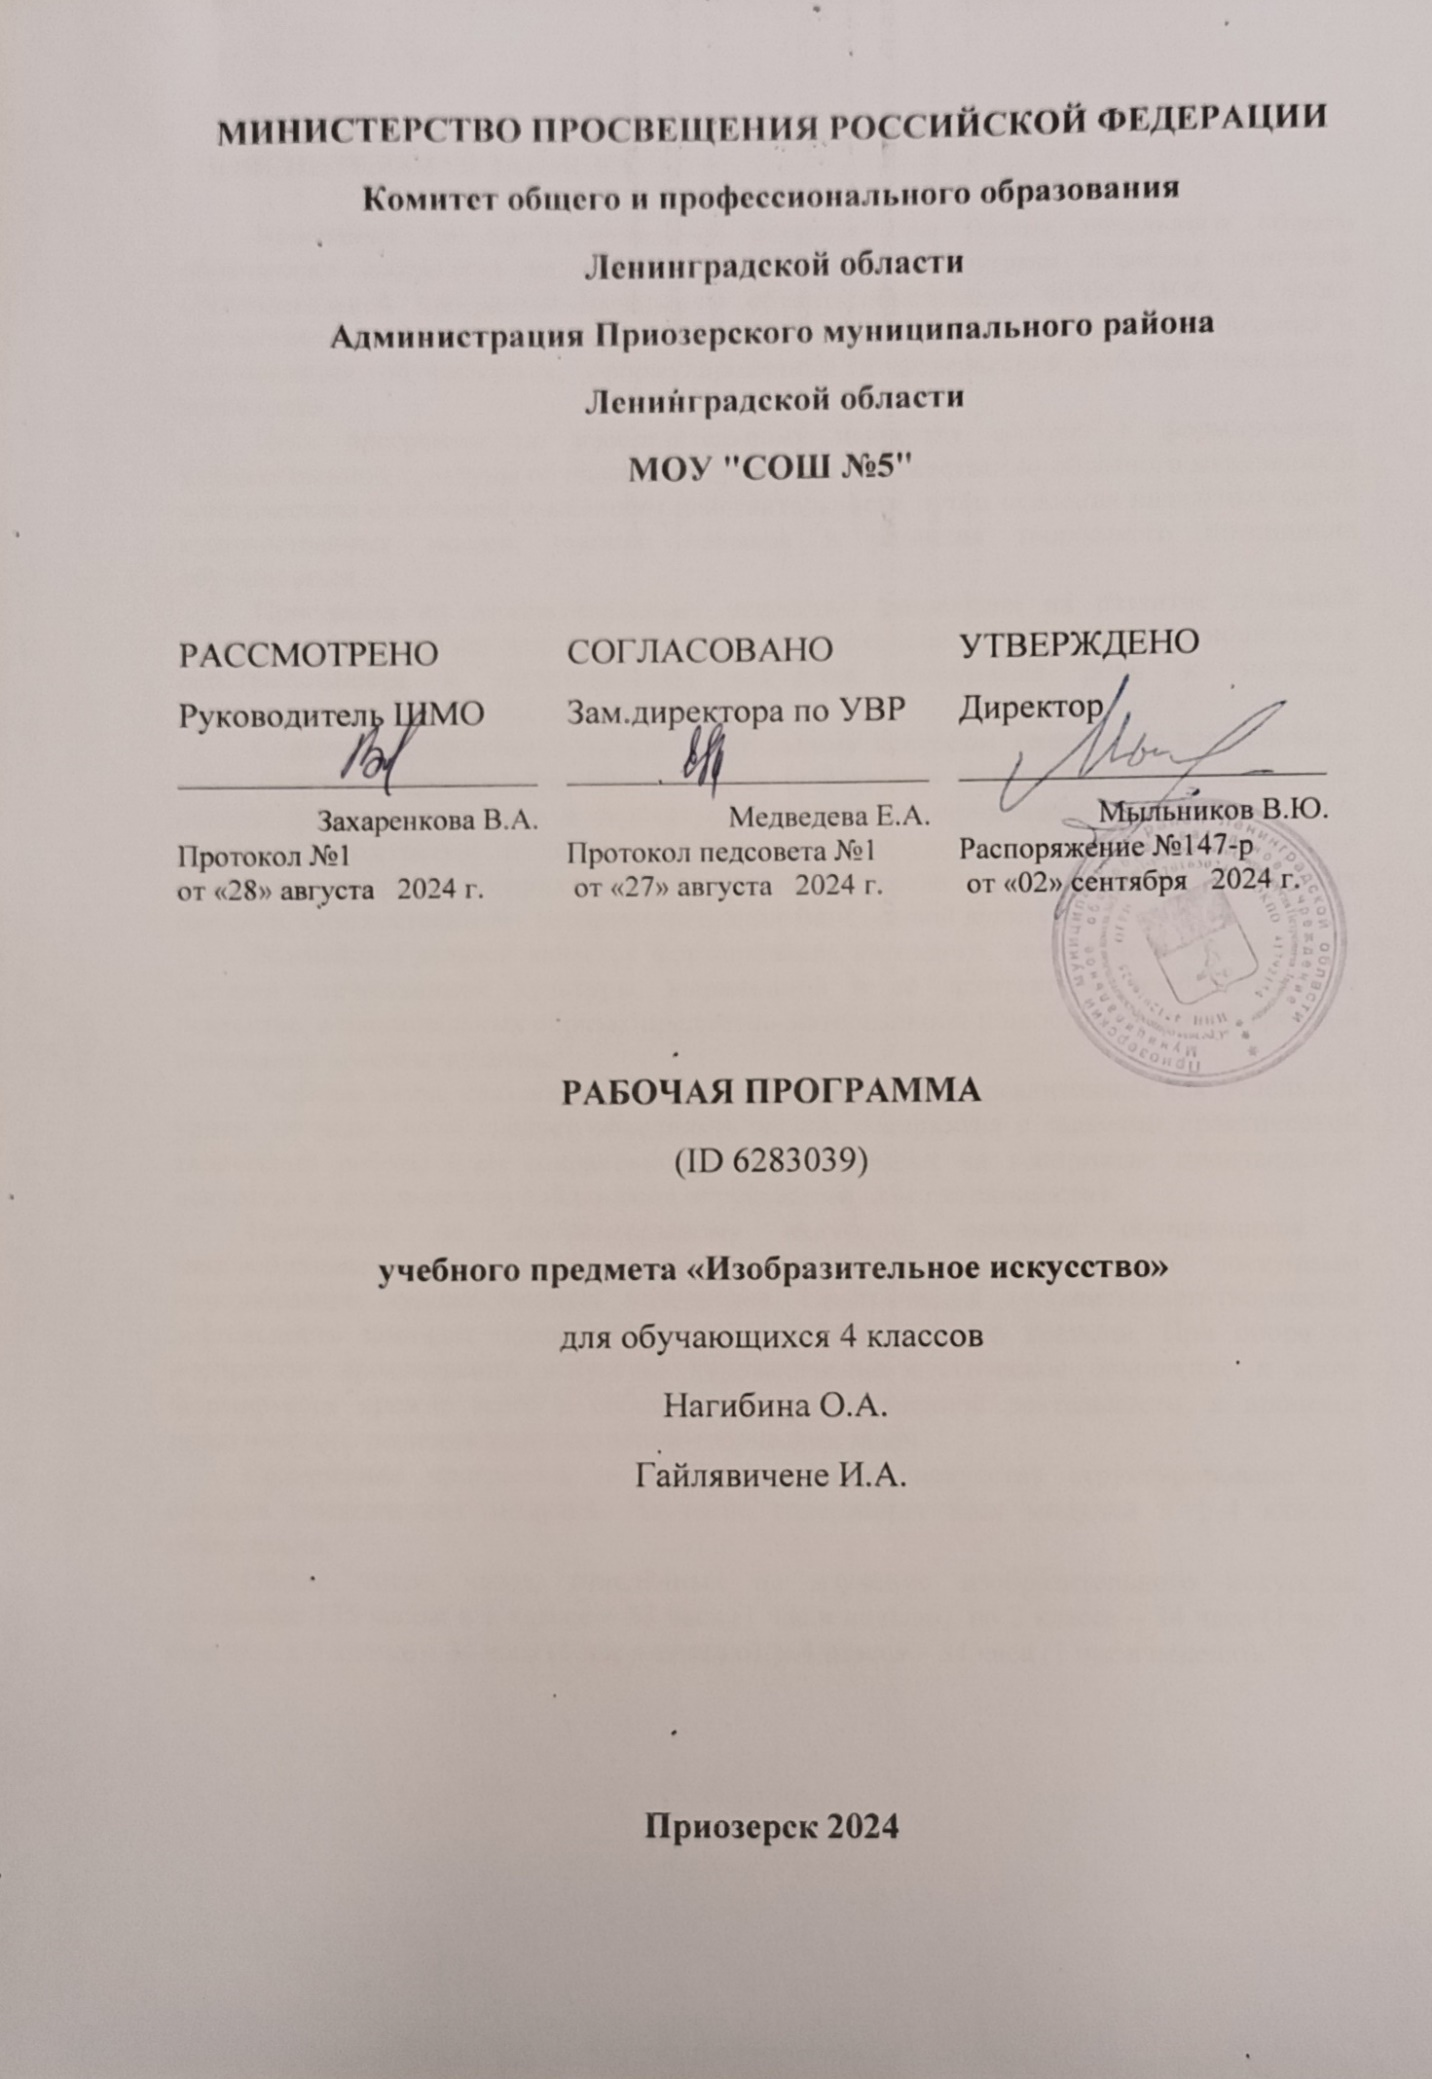 МИНИСТЕРСТВО ПРОСВЕЩЕНИЯ РОССИЙСКОЙ ФЕДЕРАЦИИ
Комитет общего и профессионального образования
Ленинградской области
Администрация Приозерского муниципального района
Ленинградской области
МОУ "СОШ №5"
РАССМОТРЕНО
Руководитель ШМО
Захаренкова В.А.
Протокол №1
от «28» августа 2024 г.
СОГЛАСОВАНО
Зам.директора по УВР
Медведева Е.А.
Протокол педсовета №1
от «27» августа 2024 г.
УТВЕРЖДЕНО
Директор
Мыльников В.Ю.
Распоряжение №147-р
от «02» сентября 2024 г.
РАБОЧАЯ ПРОГРАММА
(ID 6283039)
учебного предмета «Изобразительное искусство»
для обучающихся 4 классов
Нагибина О.А.
Гайлявичене И.А.
Приозерск 2024